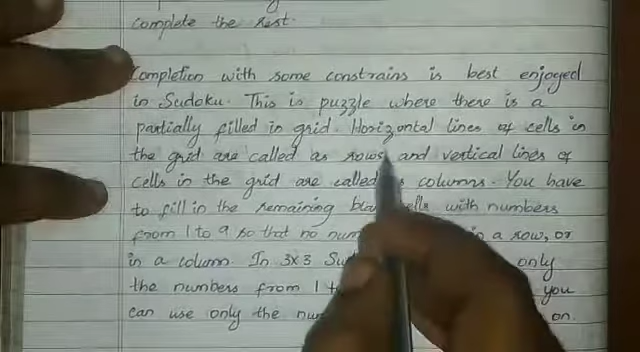 complete the rest.
Completion with some constrains is best enjoyed
in Sudoku. This is puzzle where there is a
partially filled in grid. Horizontal lines of cells in
the grid are called as rows and vertical lines of
cells in the grid are called columns. You have
to fill in the remaining cells with numbers
from 1 to 9 so that no in a row, or
in a column. In 3x3 only
the numbers from 1 you
can use only the on.